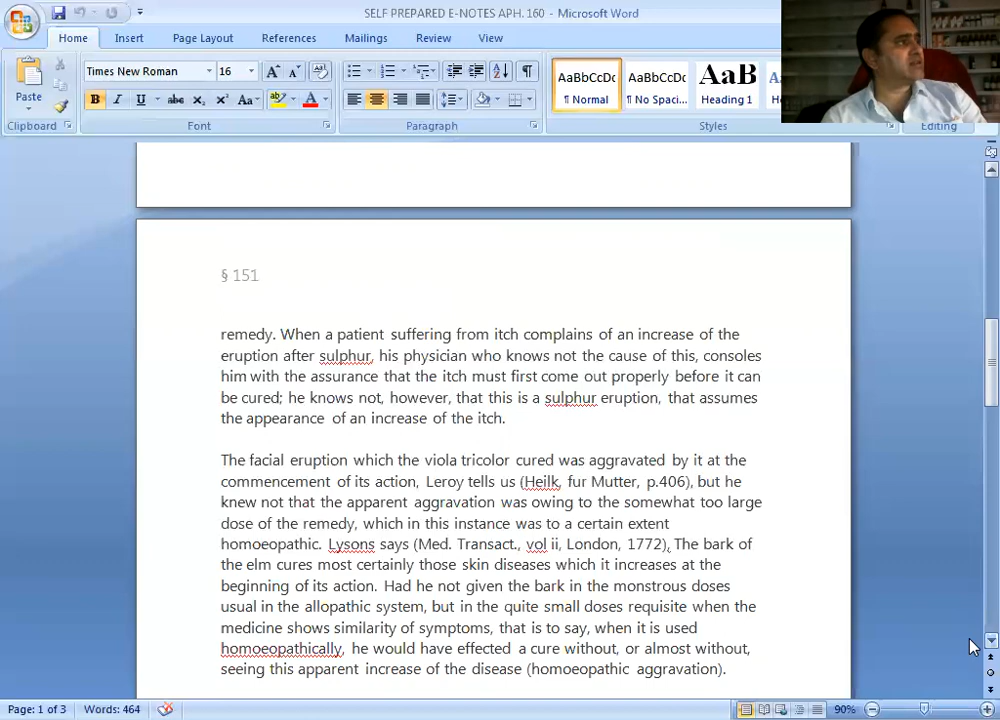 SELF PREPARED E-NOTES APH. 160 - Microsoft Word
Home Insert Page Layout References Mailings Review View
Times New Roman 16
Paste
B I U abc X₂ X² Aa A
AaBbCcDc AaBbCcDc AaBbCc
¶ Normal ¶ No Spaci... Heading 1
Clipboard Font Paragraph Styles Editing
§ 151
remedy. When a patient suffering from itch complains of an increase of the
eruption after sulphur, his physician who knows not the cause of this, consoles
him with the assurance that the itch must first come out properly before it can
be cured; he knows not, however, that this is a sulphur eruption, that assumes
the appearance of an increase of the itch.
The facial eruption which the viola tricolor cured was aggravated by it at the
commencement of its action, Leroy tells us (Heilk, fur Mutter, p.406), but he
knew not that the apparent aggravation was owing to the somewhat too large
dose of the remedy, which in this instance was to a certain extent
homoeopathic. Lysons says (Med. Transact., vol ii, London, 1772), The bark of
the elm cures most certainly those skin diseases which it increases at the
beginning of its action. Had he not given the bark in the monstrous doses
usual in the allopathic system, but in the quite small doses requisite when the
medicine shows similarity of symptoms, that is to say, when it is used
homoeopathically, he would have effected a cure without, or almost without,
seeing this apparent increase of the disease (homoeopathic aggravation).
Page: 1 of 3 Words: 464 90%